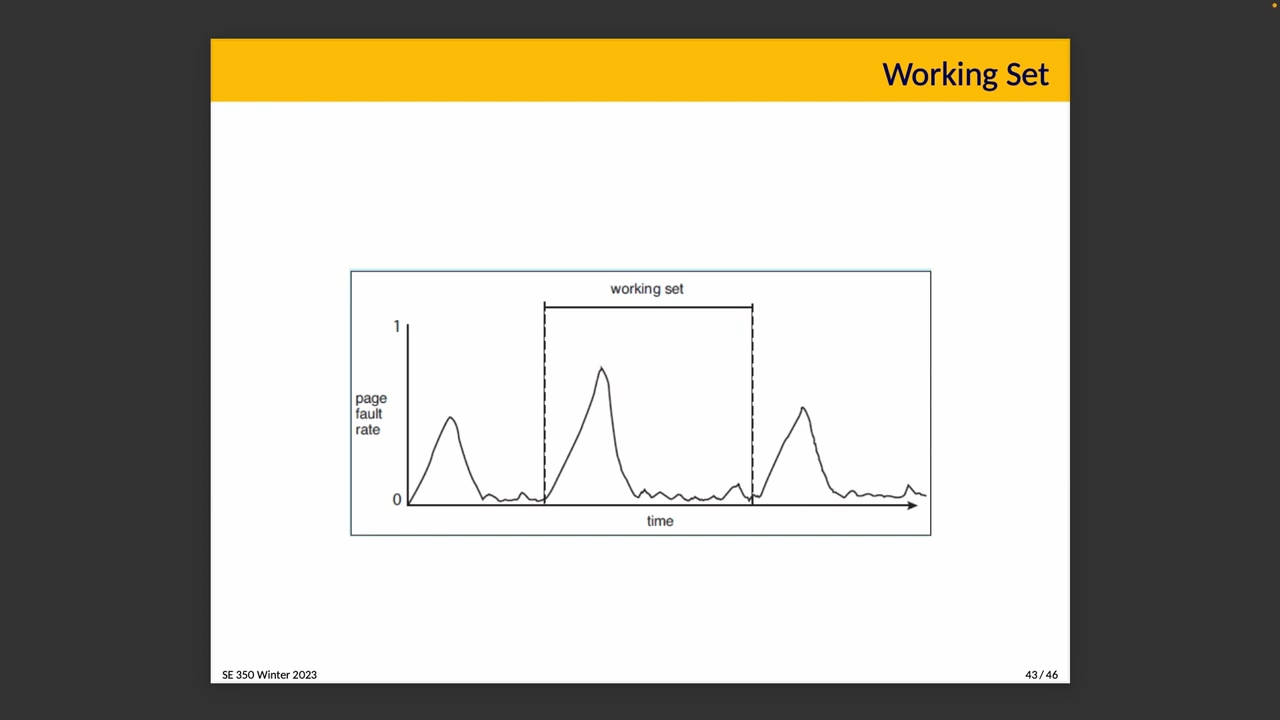 Working Set
working set
1
page
fault
rate
0
time
SE 350 Winter 2023
43 / 46